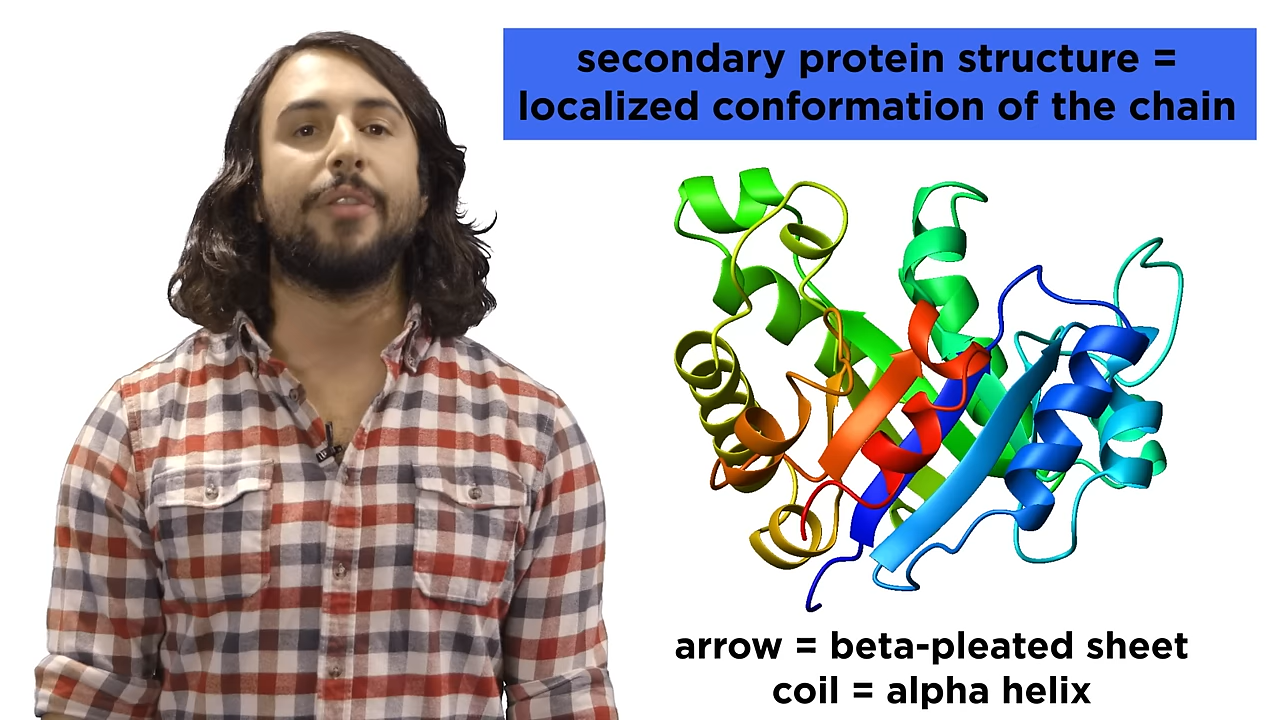 secondary protein structure =
localized conformation of the chain
arrow = beta-pleated sheet
coil = alpha helix